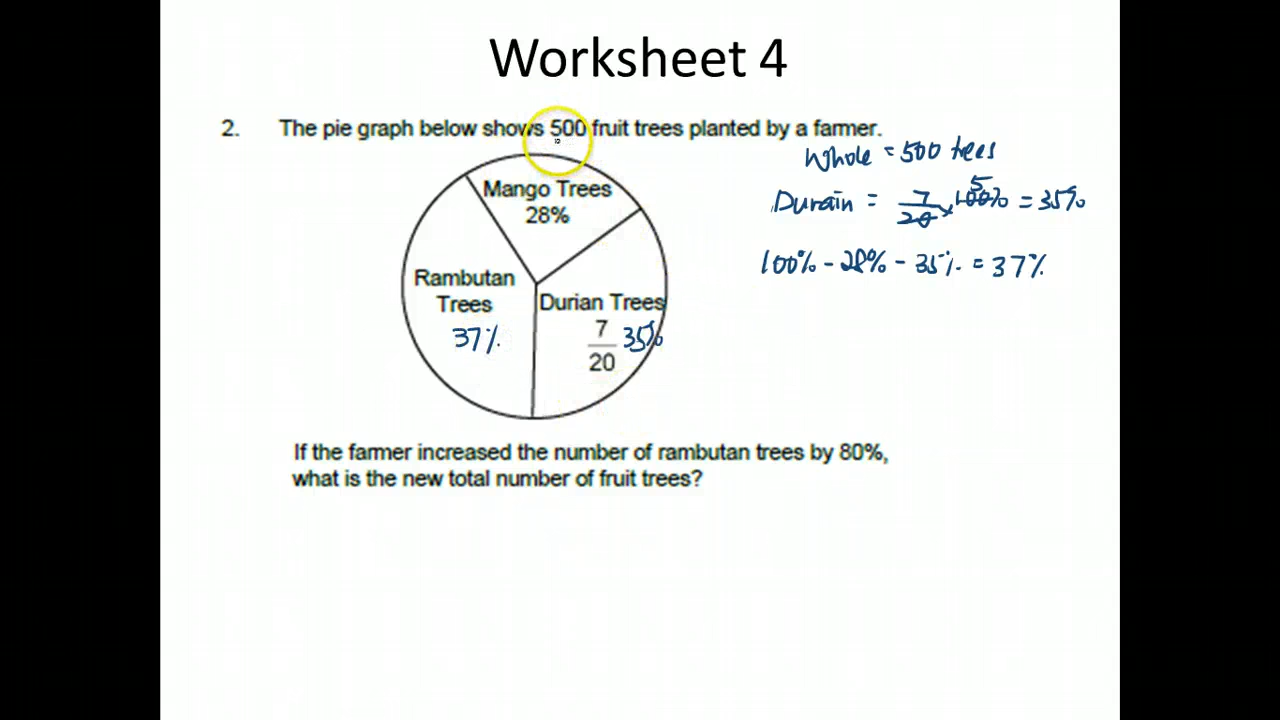 Worksheet 4
2. The pie graph below shows 500 fruit trees planted by a farmer.
Whole = 500 trees
Mango Trees
28%
Durain = 7/20 × 100% = 35%
5
100% - 28% - 35% = 37%
Rambutan
Trees
37%
Durian Trees
7
20
35%
If the farmer increased the number of rambutan trees by 80%,
what is the new total number of fruit trees?